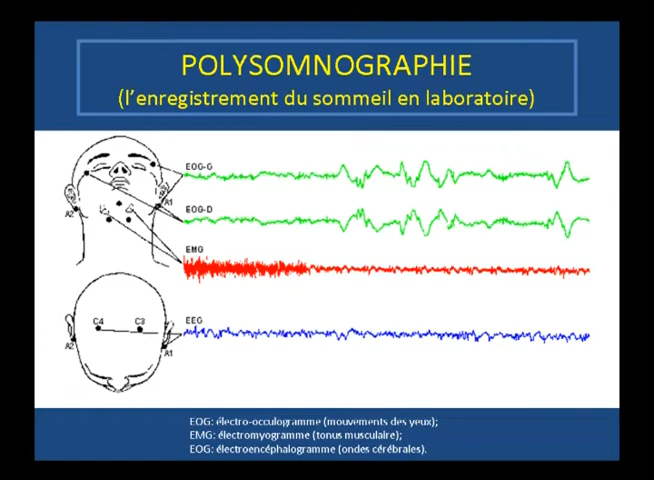 POLYSOMNOGRAPHIE
(l'enregistrement du sommeil en laboratoire)
EOG-G
A2
A1
EOG-D
EMG
EEG
C4
C3
A2
A1
EOG: électro-occulogramme (mouvements des yeux);
EMG: électromyogramme (tonus musculaire);
EOG: électroencéphalogramme (ondes cérébrales).